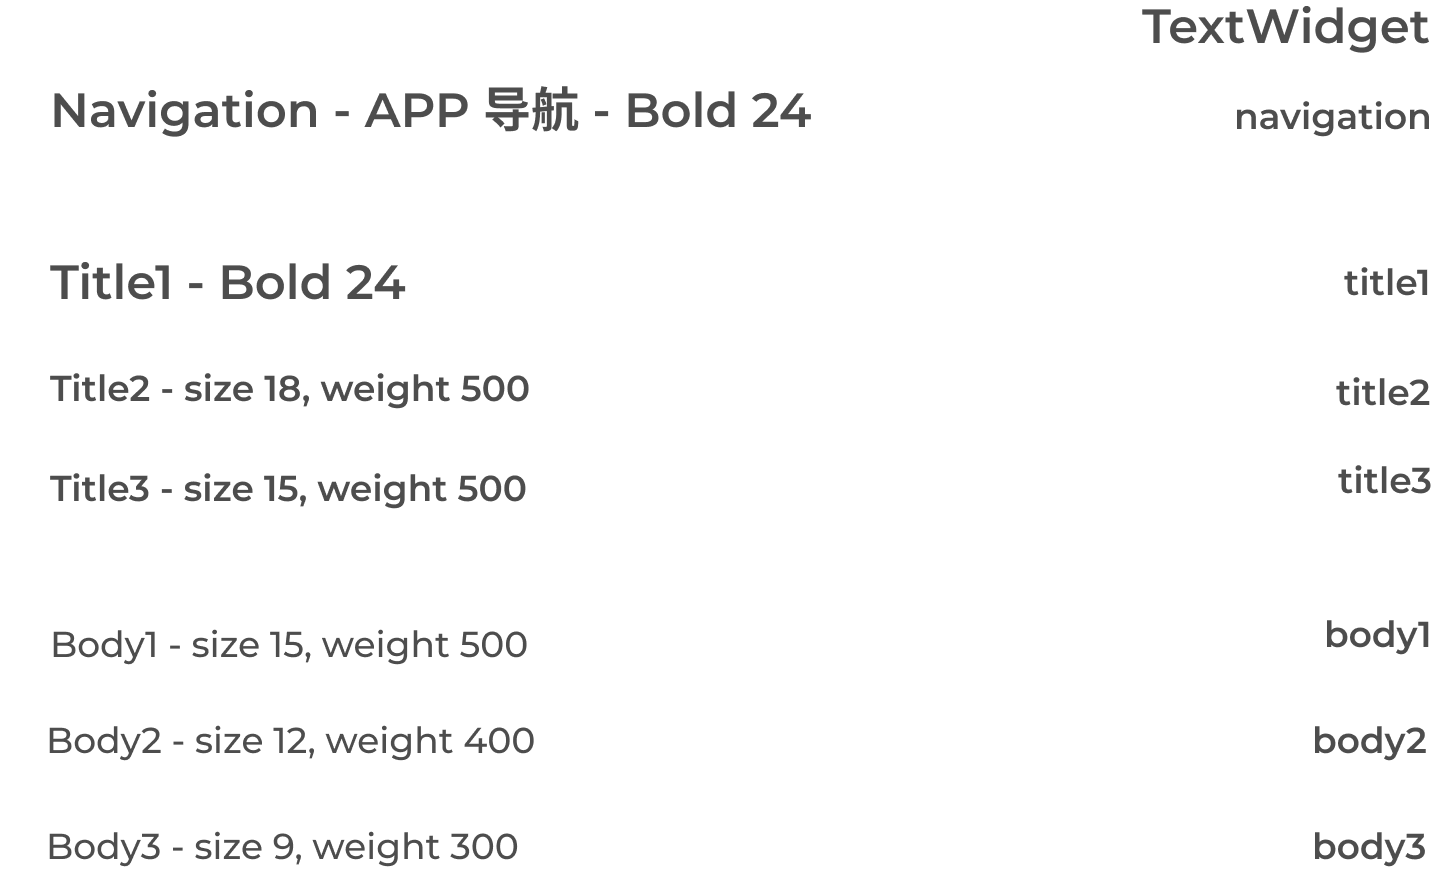 TextWidget
Navigation - APP 导航 - Bold 24
navigation
Title1 - Bold 24
title1
Title2 - size 18, weight 500
title2
Title3 - size 15, weight 500
title3
Body1 - size 15, weight 500
body1
Body2 - size 12, weight 400
body2
Body3 - size 9, weight 300
body3